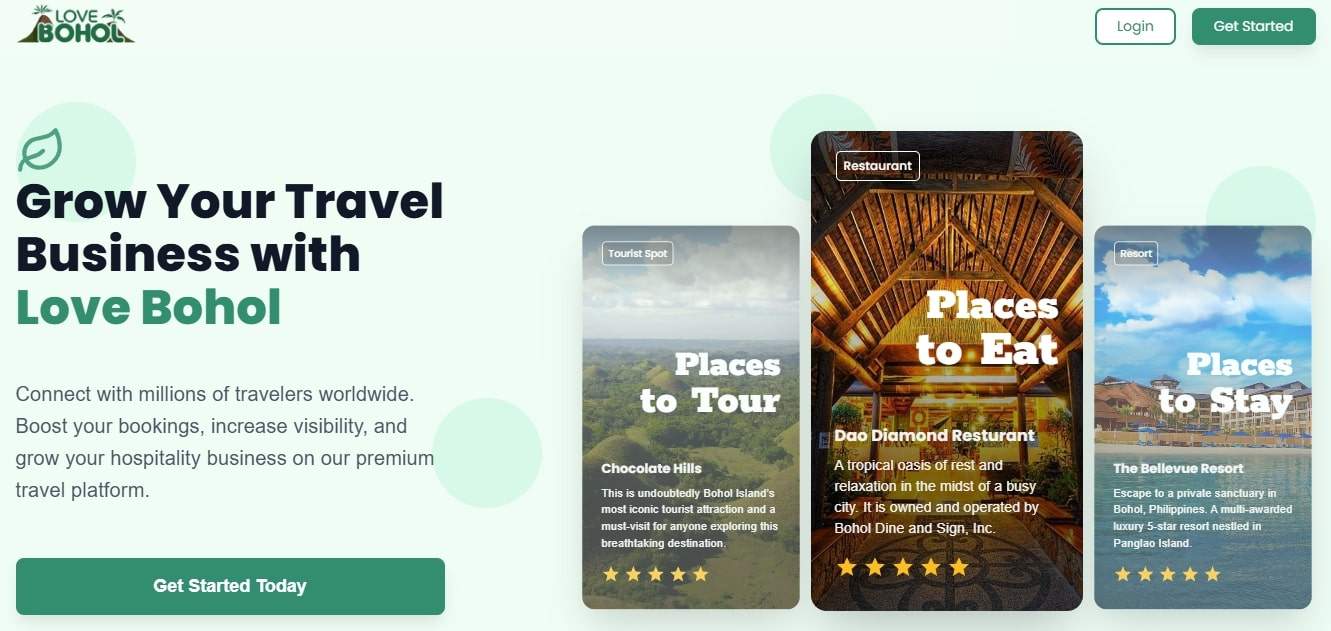 LOVE
BOHOL
Login
Get Started
Grow Your Travel
Business with
Love Bohol
Connect with millions of travelers worldwide.
Boost your bookings, increase visibility, and
grow your hospitality business on our premium
travel platform.
Get Started Today
Tourist Spot
Places
to Tour
Chocolate Hills
This is undoubtedly Bohol Island's
most iconic tourist attraction and a
must-visit for anyone exploring this
breathtaking destination.
Restaurant
Places
to Eat
Dao Diamond Resturant
A tropical oasis of rest and
relaxation in the midst of a busy
city. It is owned and operated by
Bohol Dine and Sign, Inc.
Resort
Places
to Stay
The Bellevue Resort
Escape to a private sanctuary in
Bohol, Philippines. A multi-awarded
luxury 5-star resort nestled in
Panglao Island.